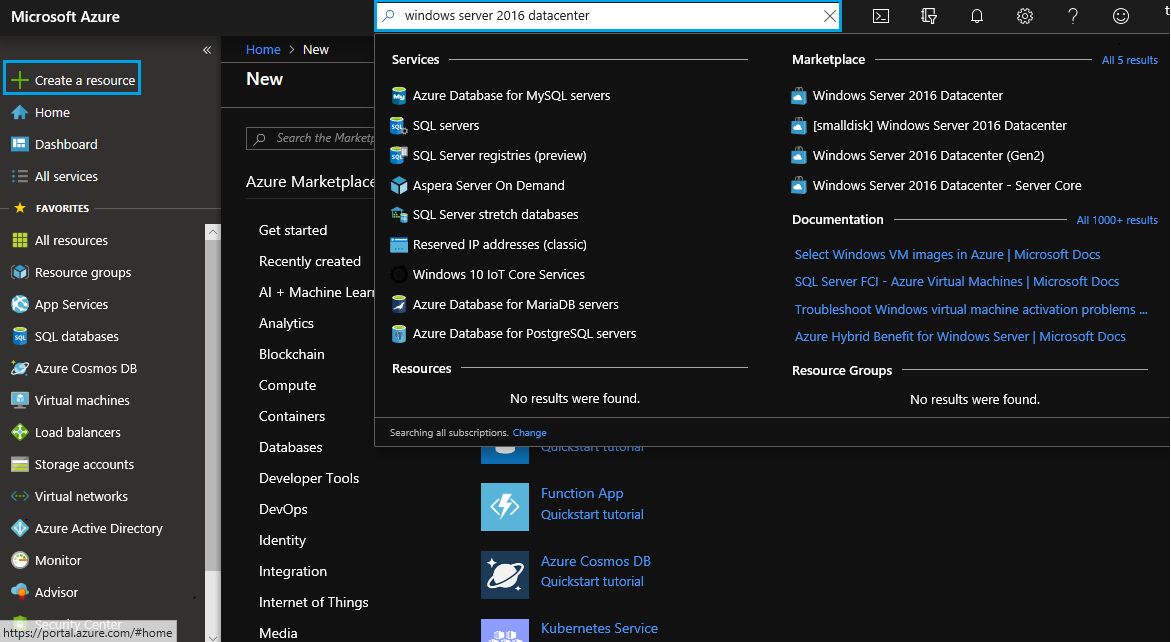 Microsoft Azure
windows server 2016 datacenter
«
Create a resource
Home
Dashboard
All services
FAVORITES
All resources
Resource groups
App Services
SQL databases
Azure Cosmos DB
Virtual machines
Load balancers
Storage accounts
Virtual networks
Azure Active Directory
Monitor
Advisor
Security Center
https://portal.azure.com/#home
Home > New
New
Search the Marketp
Azure Marketplace
Get started
Recently created
AI + Machine Learn
Analytics
Blockchain
Compute
Containers
Databases
Developer Tools
DevOps
Identity
Integration
Internet of Things
Media
Services
Azure Database for MySQL servers
SQL servers
SQL Server registries (preview)
Aspera Server On Demand
SQL Server stretch databases
Reserved IP addresses (classic)
Windows 10 IoT Core Services
Azure Database for MariaDB servers
Azure Database for PostgreSQL servers
Resources
No results were found.
Marketplace
All 5 results
Windows Server 2016 Datacenter
[smalldisk] Windows Server 2016 Datacenter
Windows Server 2016 Datacenter (Gen2)
Windows Server 2016 Datacenter - Server Core
Documentation
All 1000+ results
Select Windows VM images in Azure | Microsoft Docs
SQL Server FCI - Azure Virtual Machines | Microsoft Docs
Troubleshoot Windows virtual machine activation problems ...
Azure Hybrid Benefit for Windows Server | Microsoft Docs
Resource Groups
No results were found.
Searching all subscriptions. Change
Quickstart tutorial
Function App
Quickstart tutorial
Azure Cosmos DB
Quickstart tutorial
Kubernetes Service